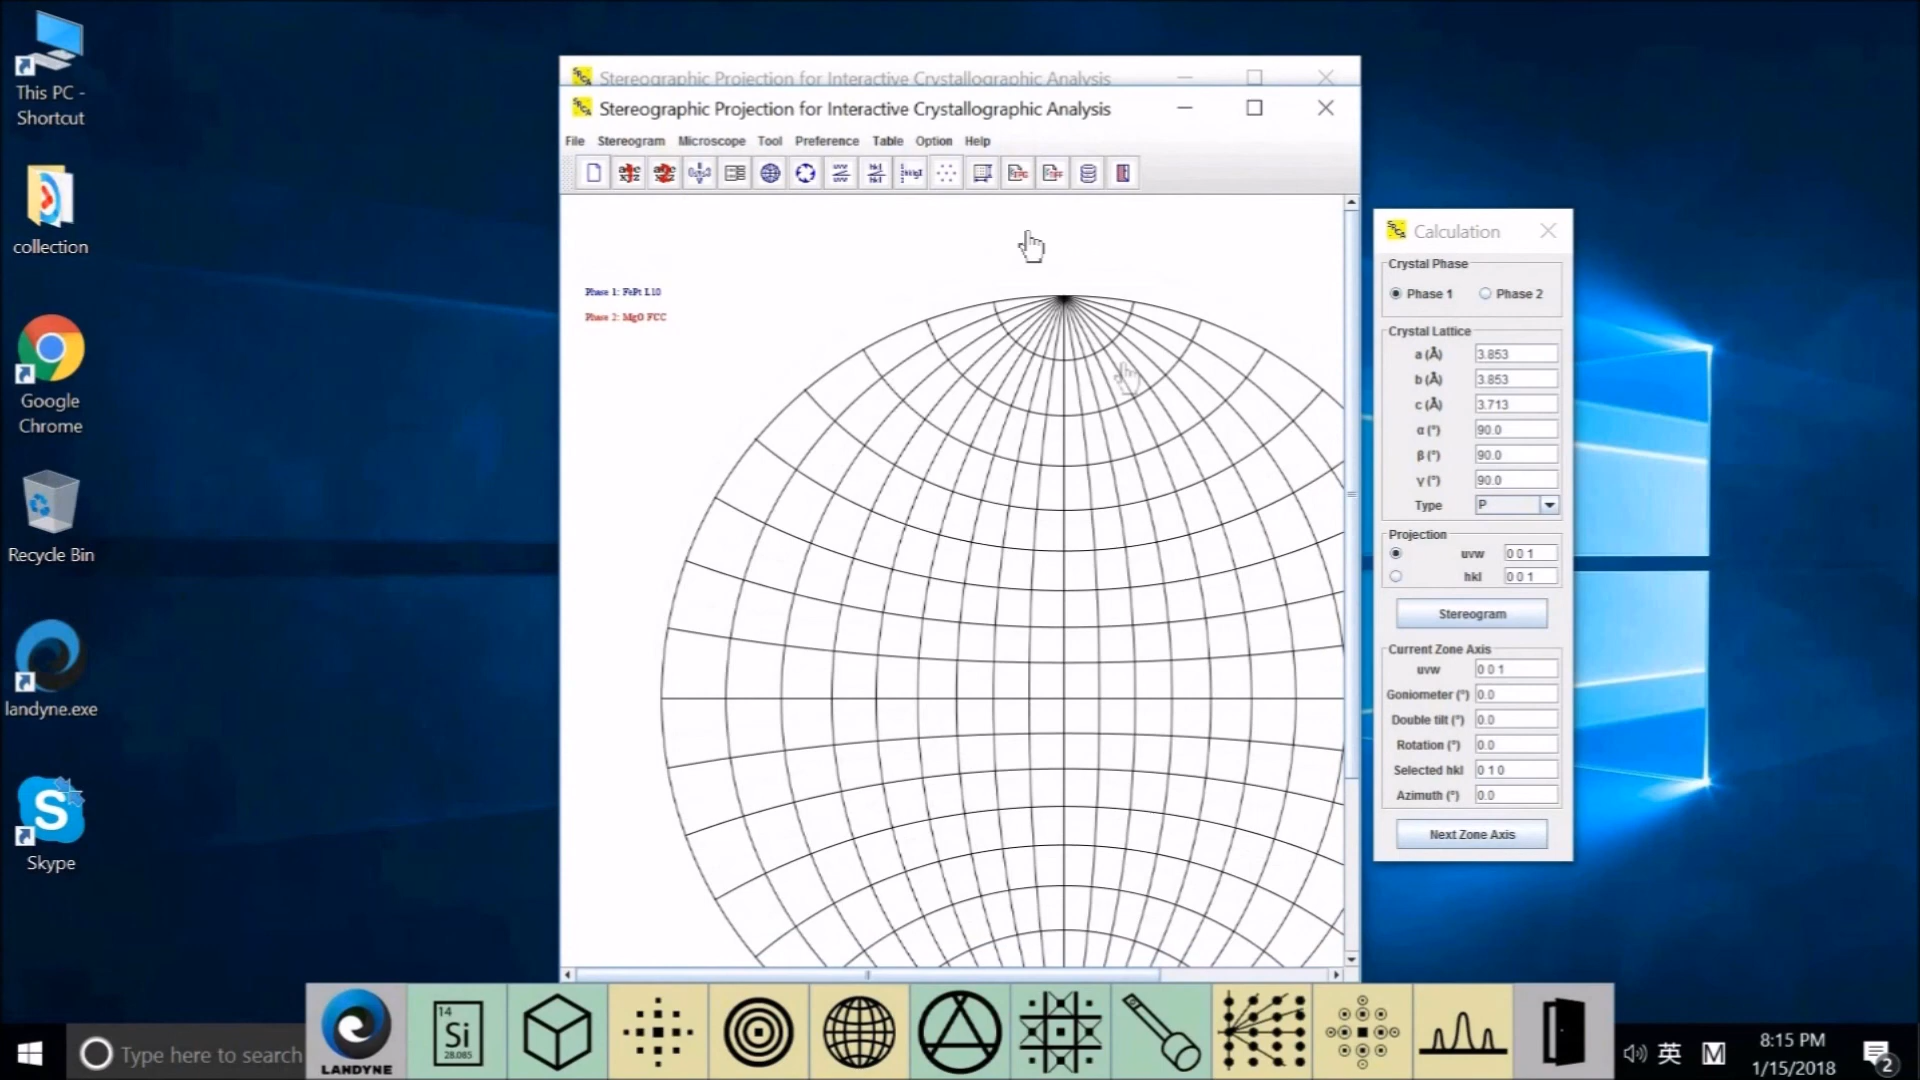 This PC -
Shortcut
collection
Google
Chrome
Recycle Bin
landyne.exe
Skype
Stereographic Projection for Interactive Crystallographic Analysis
Stereographic Projection for Interactive Crystallographic Analysis
File Stereogram Microscope Tool Preference Table Option Help
Phase 1: FePt L10
Phase 2: MgO FCC
Calculation
Crystal Phase
Phase 1 Phase 2
Crystal Lattice
a (Å) 3.853
b (Å) 3.853
c (Å) 3.713
α (°) 90.0
β (°) 90.0
γ (°) 90.0
Type P
Projection
uvw 0 0 1
hkl 0 0 1
Stereogram
Current Zone Axis
uvw 0 0 1
Goniometer (°) 0.0
Double tilt (°) 0.0
Rotation (°) 0.0
Selected hkl 0 1 0
Azimuth (°) 0.0
Next Zone Axis
Type here to search
LANDYNE
14
Si
28.085
英
M
8:15 PM
1/15/2018
2